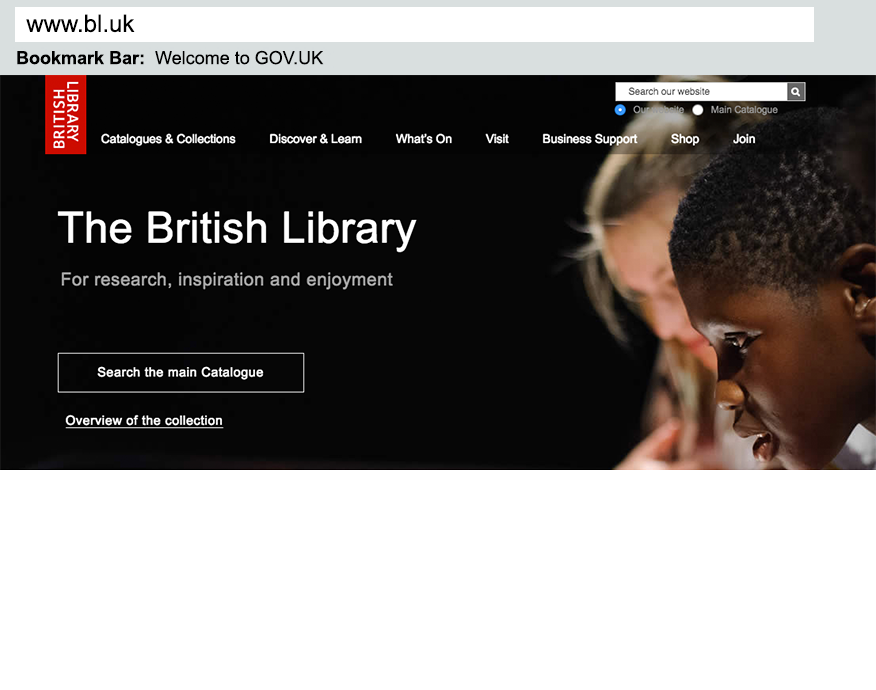 www.bl.uk
Bookmark Bar: Welcome to GOV.UK
BRITISH
LIBRARY
Search our website
Our website Main Catalogue
Catalogues & Collections Discover & Learn What's On Visit Business Support Shop Join
The British Library
For research, inspiration and enjoyment
Search the main Catalogue
Overview of the collection